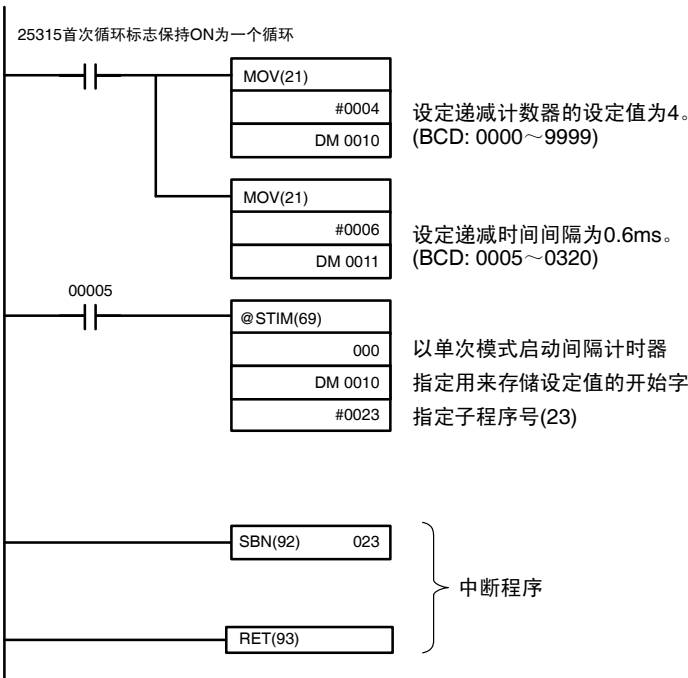 25315首次循环标志保持ON为一个循环
MOV(21)
#0004
DM 0010
设定递减计数器的设定值为4。
(BCD: 0000～9999)
MOV(21)
#0006
DM 0011
设定递减时间间隔为0.6ms。
(BCD: 0005～0320)
00005
@STIM(69)
000
以单次模式启动间隔计时器
DM 0010
指定用来存储设定值的开始字
#0023
指定子程序号(23)
SBN(92) 023
中断程序
RET(93)